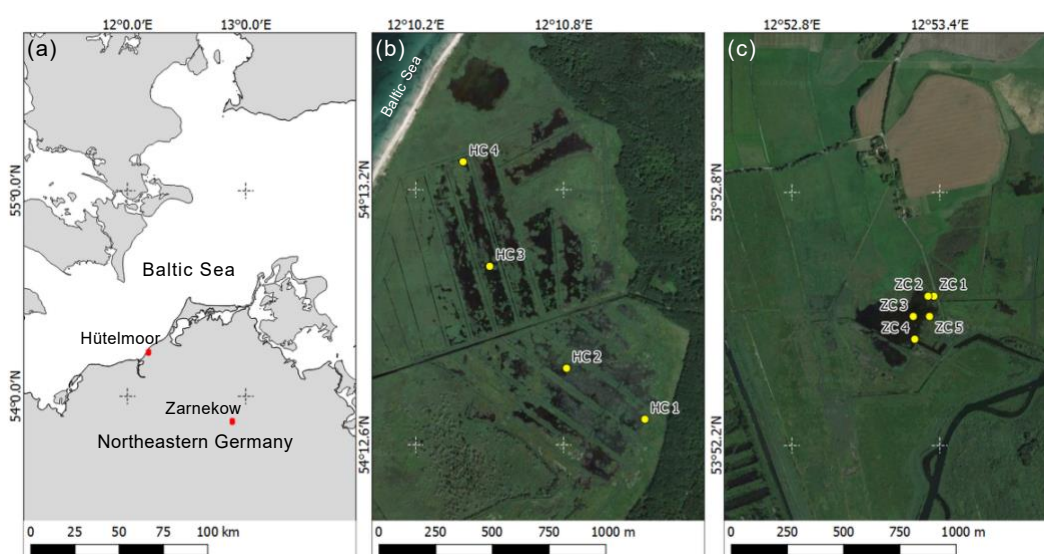 12°0.0'E 13°0.0'E
(a)
55°0.0'N
54°0.0'N
Baltic Sea
Hütelmoor
Zarnekow
Northeastern Germany
0 25 50 75 100 km
12°10.2'E 12°10.8'E
(b)
Baltic Sea
HC 4
HC 3
HC 2
HC 1
54°13.2'N
54°12.6'N
0 500 1000 m
12°52.8'E 12°53.4'E
(c)
53°52.8'N
53°52.2'N
ZC 2 ZC 1
ZC 3
ZC 4 ZC 5
0 250 500 750 1000 m